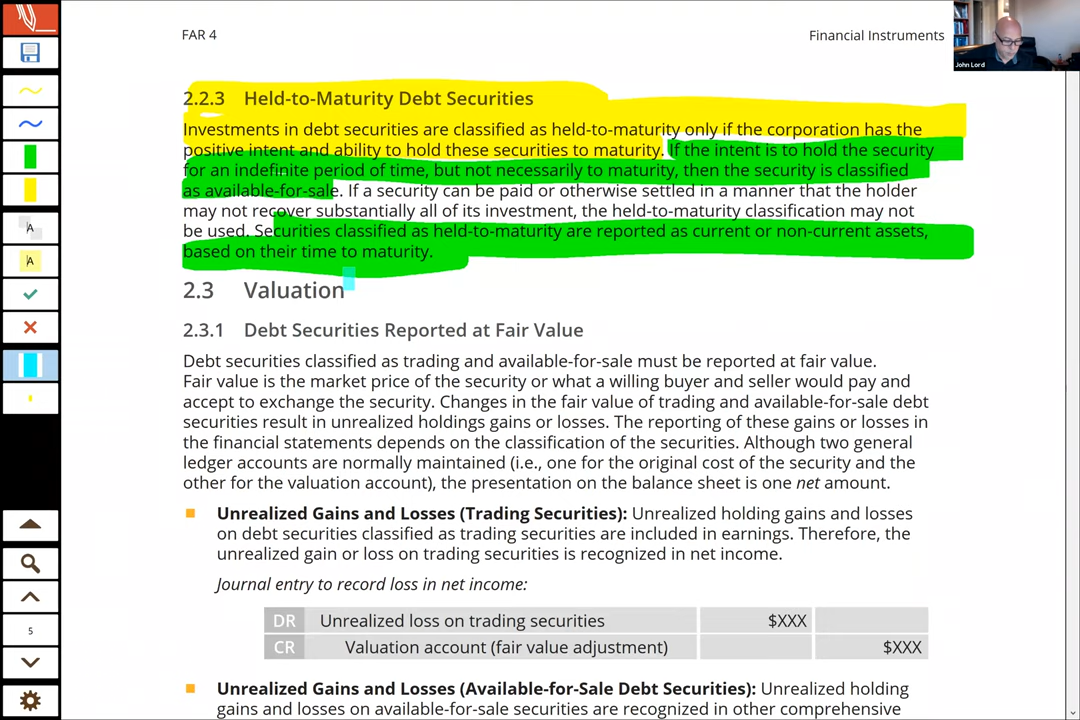 FAR 4
Financial Instruments
John Lord
2.2.3 Held-to-Maturity Debt Securities
Investments in debt securities are classified as held-to-maturity only if the corporation has the
positive intent and ability to hold these securities to maturity. If the intent is to hold the security
for an indefinite period of time, but not necessarily to maturity, then the security is classified
as available-for-sale. If a security can be paid or otherwise settled in a manner that the holder
may not recover substantially all of its investment, the held-to-maturity classification may not
be used. Securities classified as held-to-maturity are reported as current or non-current assets,
based on their time to maturity.
2.3 Valuation
2.3.1 Debt Securities Reported at Fair Value
Debt securities classified as trading and available-for-sale must be reported at fair value.
Fair value is the market price of the security or what a willing buyer and seller would pay and
accept to exchange the security. Changes in the fair value of trading and available-for-sale debt
securities result in unrealized holdings gains or losses. The reporting of these gains or losses in
the financial statements depends on the classification of the securities. Although two general
ledger accounts are normally maintained (i.e., one for the original cost of the security and the
other for the valuation account), the presentation on the balance sheet is one net amount.
Unrealized Gains and Losses (Trading Securities): Unrealized holding gains and losses
on debt securities classified as trading securities are included in earnings. Therefore, the
unrealized gain or loss on trading securities is recognized in net income.
Journal entry to record loss in net income:
DR Unrealized loss on trading securities $XXX
CR Valuation account (fair value adjustment) $XXX
Unrealized Gains and Losses (Available-for-Sale Debt Securities): Unrealized holding
gains and losses on available-for-sale securities are recognized in other comprehensive
A
A
5